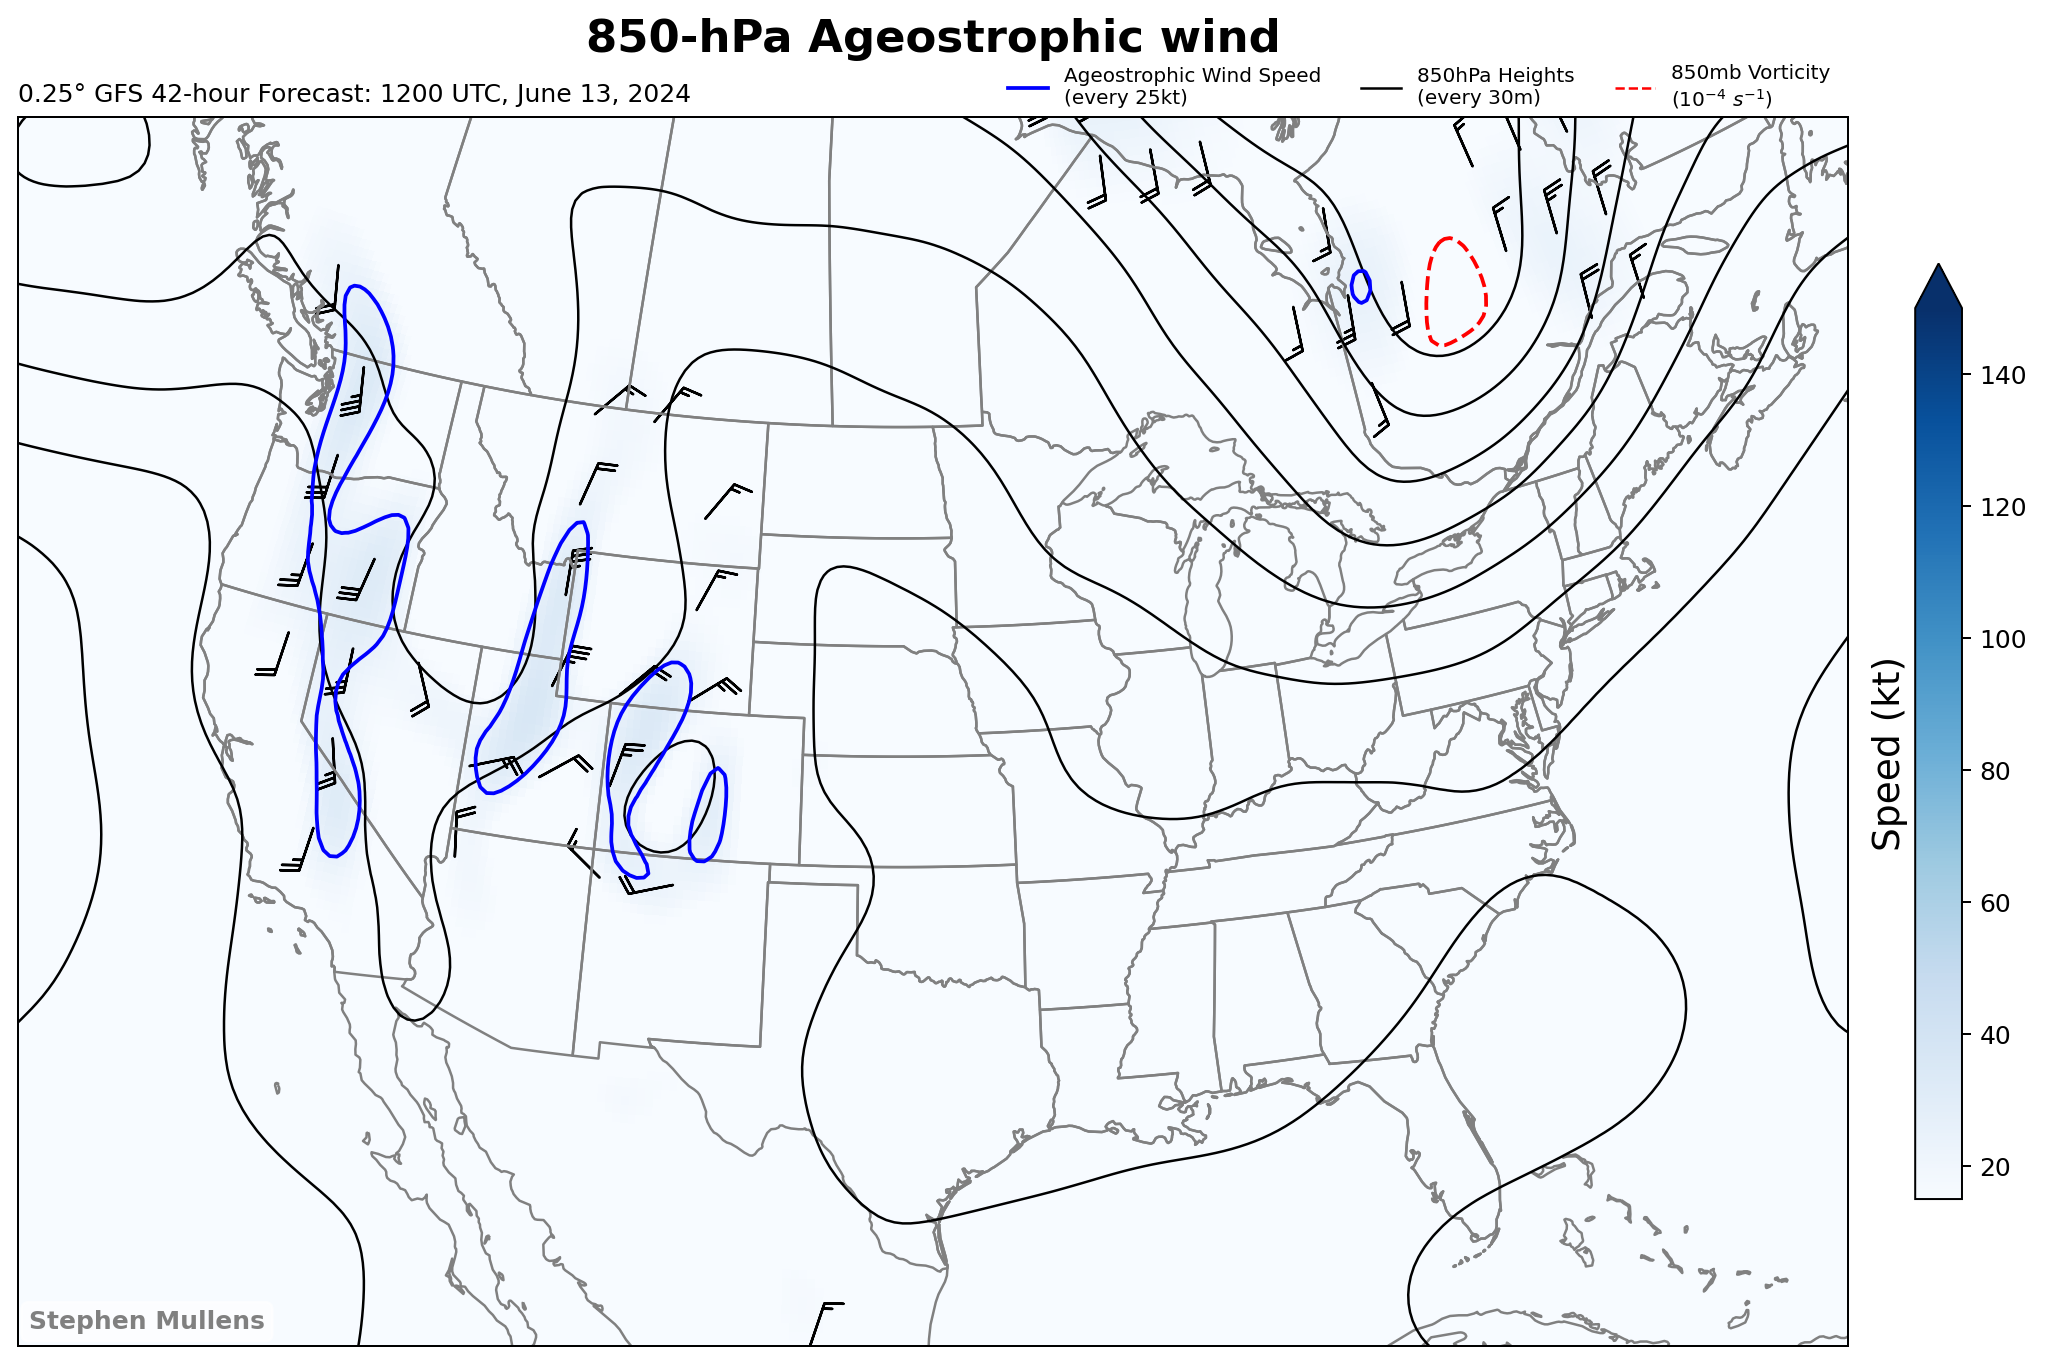 850-hPa Ageostrophic wind
0.25° GFS 42-hour Forecast: 1200 UTC, June 13, 2024
Ageostrophic Wind Speed
(every 25kt)
850hPa Heights
(every 30m)
850mb Vorticity
(10⁻⁴ s⁻¹)
140
120
100
80
60
40
20
Speed (kt)
Stephen Mullens